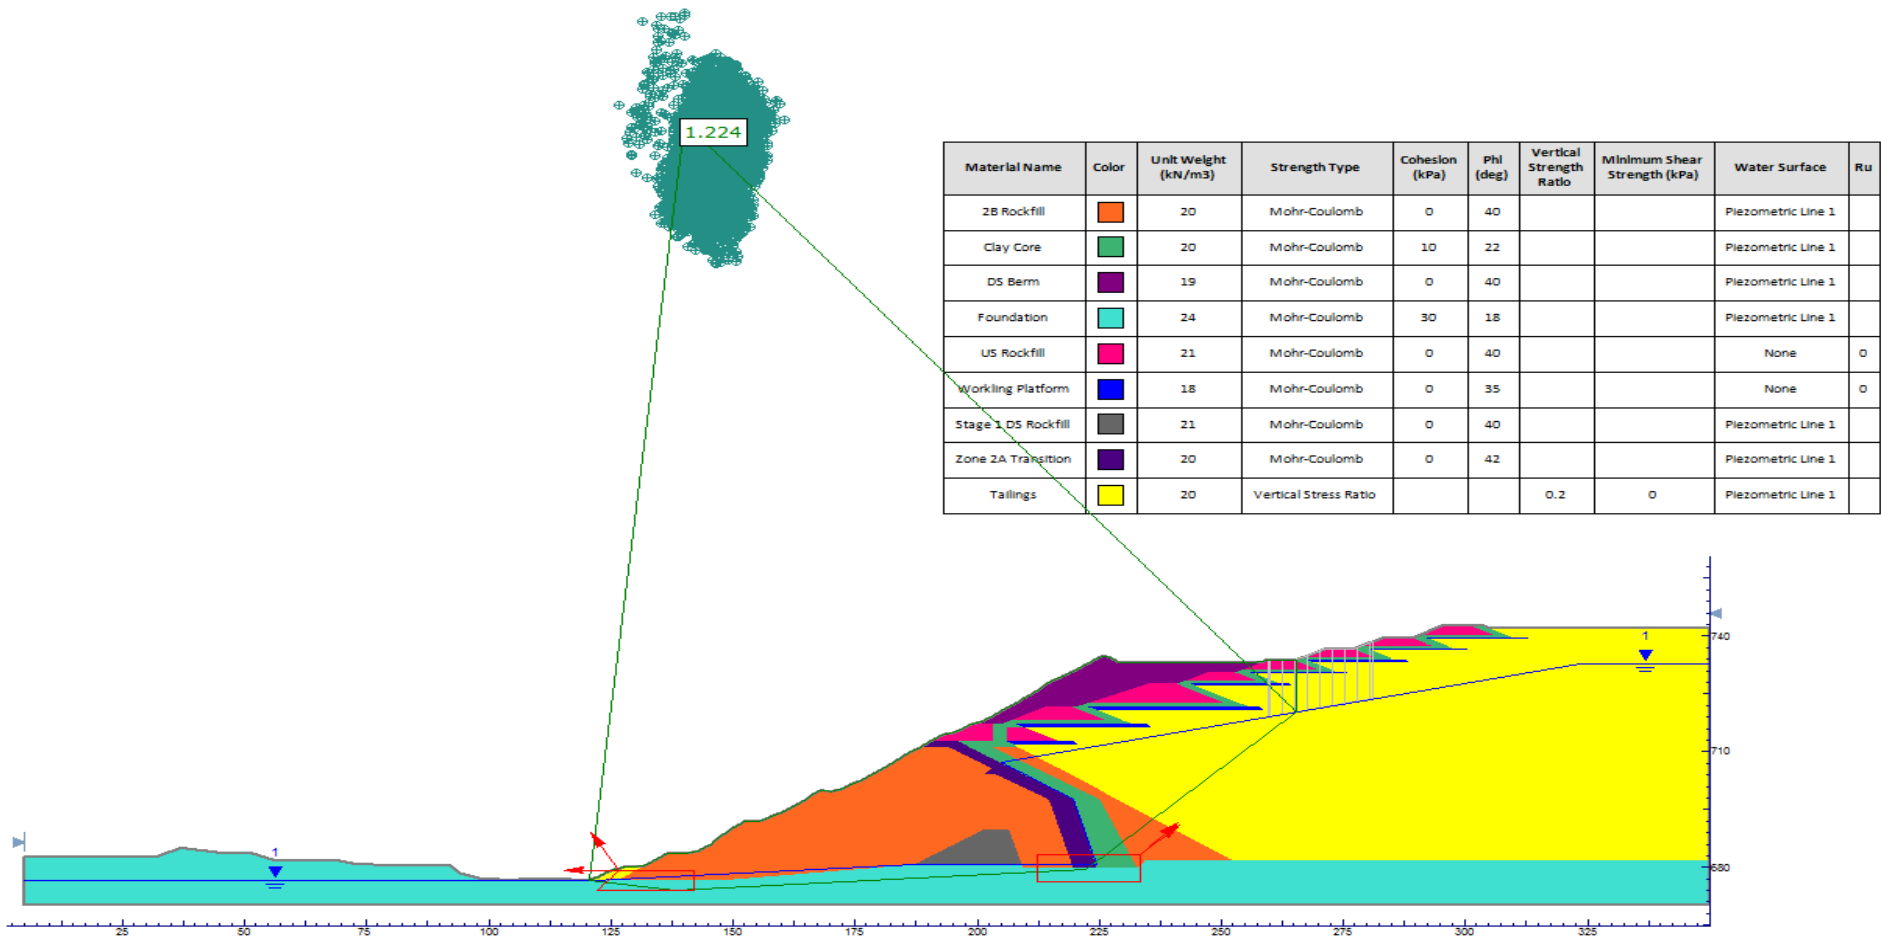 1.224
Material Name Color Unit Weight (kN/m3) Strength Type Cohesion (kPa) Phi (deg) Vertical Strength Ratio Minimum Shear Strength (kPa) Water Surface Ru
2B Rockfill 20 Mohr-Coulomb 0 40 Piezometric Line 1
Clay Core 20 Mohr-Coulomb 10 22 Piezometric Line 1
DS Berm 19 Mohr-Coulomb 0 40 Piezometric Line 1
Foundation 24 Mohr-Coulomb 30 18 Piezometric Line 1
US Rockfill 21 Mohr-Coulomb 0 40 None 0
Workling Platform 18 Mohr-Coulomb 0 35 None 0
Stage 1 DS Rockfill 21 Mohr-Coulomb 0 40 Piezometric Line 1
Zone 2A Transition 20 Mohr-Coulomb 0 42 Piezometric Line 1
Tailings 20 Vertical Stress Ratio 0.2 0 Piezometric Line 1
1
740
710
1
680
25 50 75 100 125 150 175 200 225 250 275 300 325